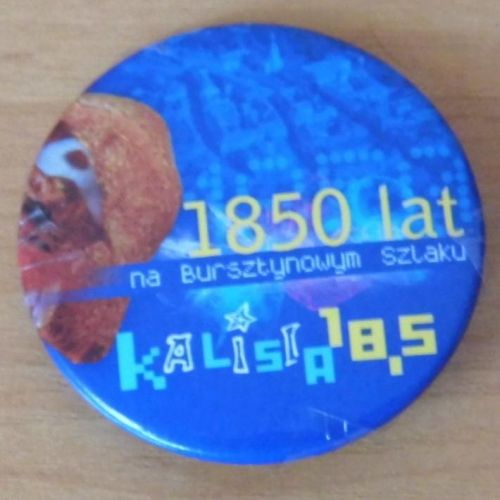 1850 lat
na Bursztynowym Szlaku
KALiSIA 18,5